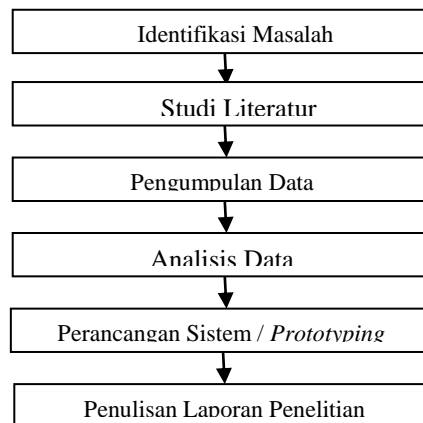 Identifikasi Masalah
Studi Literatur
Pengumpulan Data
Analisis Data
Perancangan Sistem / Prototyping
Penulisan Laporan Penelitian